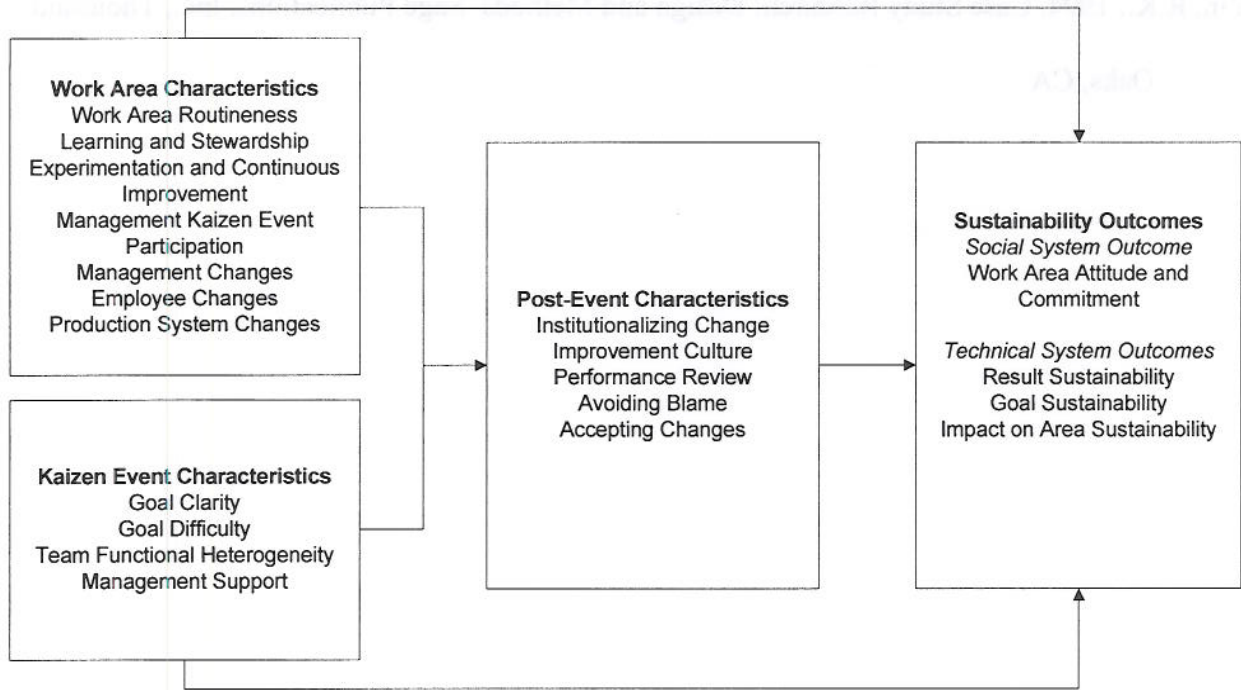 Work Area Characteristics
Work Area Routineness
Learning and Stewardship
Experimentation and Continuous
Improvement
Management Kaizen Event
Participation
Management Changes
Employee Changes
Production System Changes
Kaizen Event Characteristics
Goal Clarity
Goal Difficulty
Team Functional Heterogeneity
Management Support
Post-Event Characteristics
Institutionalizing Change
Improvement Culture
Performance Review
Avoiding Blame
Accepting Changes
Sustainability Outcomes
Social System Outcome
Work Area Attitude and
Commitment
Technical System Outcomes
Result Sustainability
Goal Sustainability
Impact on Area Sustainability